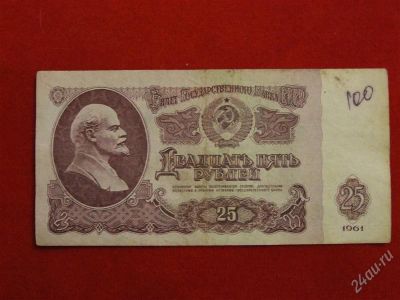 Билет Государственного Банка СССР
100
Двадцать пять
рублей
25
25
1961
24au.ru